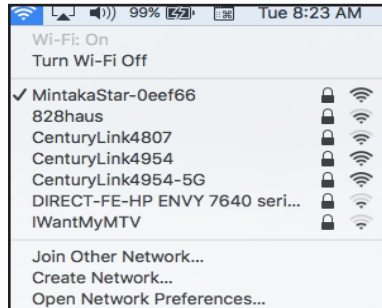 99% Tue 8:23 AM
Wi-Fi: On
Turn Wi-Fi Off
MintakaStar-0eef66
828haus
CenturyLink4807
CenturyLink4954
CenturyLink4954-5G
DIRECT-FE-HP ENVY 7640 seri...
IWantMyMTV
Join Other Network...
Create Network...
Open Network Preferences...